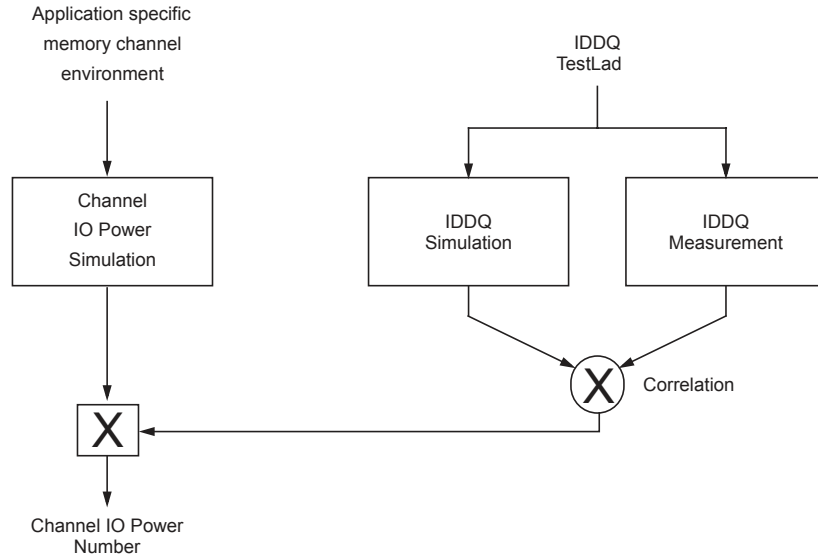 Application specific
memory channel
environment
IDDQ
TestLad
Channel
IO Power
Simulation
IDDQ
Simulation
IDDQ
Measurement
X
Correlation
X
Channel IO Power
Number